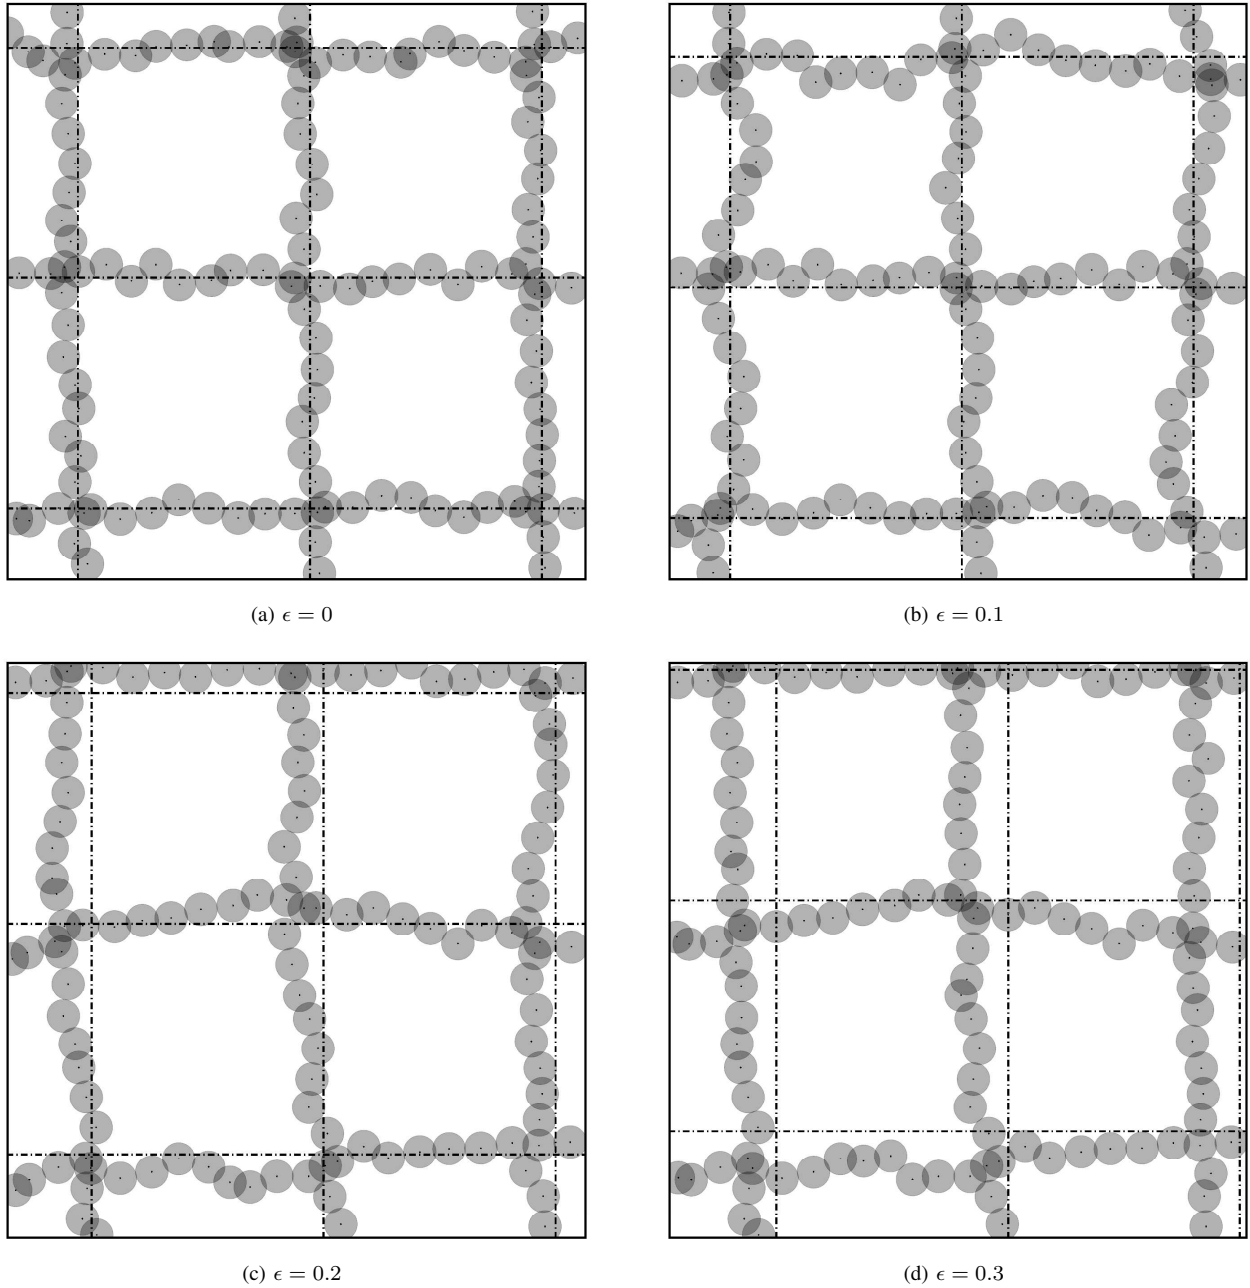 (a) ϵ = 0
(b) ϵ = 0.1
(c) ϵ = 0.2
(d) ϵ = 0.3